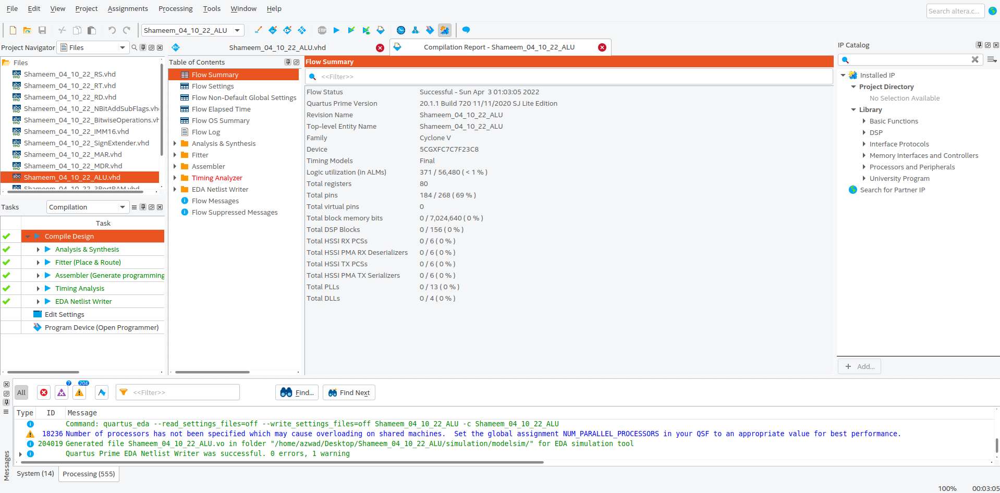 File Edit View Project Assignments Processing Tools Window Help
Search altera.c...
Shameem_04_10_22_ALU
Project Navigator Files
Files
Shameem_04_10_22_RS.vhd
Shameem_04_10_22_RT.vhd
Shameem_04_10_22_RD.vhd
Shameem_04_10_22_NBitAddSubFlags.vh
Shameem_04_10_22_BitwiseOperations.vh
Shameem_04_10_22_IMM16.vhd
Shameem_04_10_22_SignExtender.vhd
Shameem_04_10_22_MAR.vhd
Shameem_04_10_22_MDR.vhd
Shameem_04_10_22_ALU.vhd
Shameem_04_10_22_3PortRAM.vhd
Tasks Compilation
Task
Compile Design
Analysis & Synthesis
Fitter (Place & Route)
Assembler (Generate programming
Timing Analysis
EDA Netlist Writer
Edit Settings
Program Device (Open Programmer)
Shameem_04_10_22_ALU.vhd
Compilation Report - Shameem_04_10_22_ALU
Table of Contents
Flow Summary
Flow Settings
Flow Non-Default Global Settings
Flow Elapsed Time
Flow OS Summary
Flow Log
Analysis & Synthesis
Fitter
Assembler
Timing Analyzer
EDA Netlist Writer
Flow Messages
Flow Suppressed Messages
Flow Summary
<<Filter>>
Flow Status Successful - Sun Apr 3 01:03:05 2022
Quartus Prime Version 20.1.1 Build 720 11/11/2020 SJ Lite Edition
Revision Name Shameem_04_10_22_ALU
Top-level Entity Name Shameem_04_10_22_ALU
Family Cyclone V
Device 5CGXFC7C7F23C8
Timing Models Final
Logic utilization (in ALMs) 371 / 56,480 ( < 1 % )
Total registers 80
Total pins 184 / 268 ( 69 % )
Total virtual pins 0
Total block memory bits 0 / 7,024,640 ( 0 % )
Total DSP Blocks 0 / 156 ( 0 % )
Total HSSI RX PCSs 0 / 6 ( 0 % )
Total HSSI PMA RX Deserializers 0 / 6 ( 0 % )
Total HSSI TX PCSs 0 / 6 ( 0 % )
Total HSSI PMA TX Serializers 0 / 6 ( 0 % )
Total PLLs 0 / 13 ( 0 % )
Total DLLs 0 / 4 ( 0 % )
IP Catalog
Installed IP
Project Directory
No Selection Available
Library
Basic Functions
DSP
Interface Protocols
Memory Interfaces and Controllers
Processors and Peripherals
University Program
Search for Partner IP
+ Add...
All 7 204 <<Filter>> Find... Find Next
Type ID Message
Command: quartus_eda --read_settings_files=off --write_settings_files=off Shameem_04_10_22_ALU -c Shameem_04_10_22_ALU
18236 Number of processors has not been specified which may cause overloading on shared machines. Set the global assignment NUM_PARALLEL_PROCESSORS in your QSF to an appropriate value for best performance.
204019 Generated file Shameem_04_10_22_ALU.vo in folder "/home/azwad/Desktop/Shameem_04_10_22_ALU/simulation/modelsim/" for EDA simulation tool
Quartus Prime EDA Netlist Writer was successful. 0 errors, 1 warning
Messages
System (14) Processing (555)
100% 00:03:05